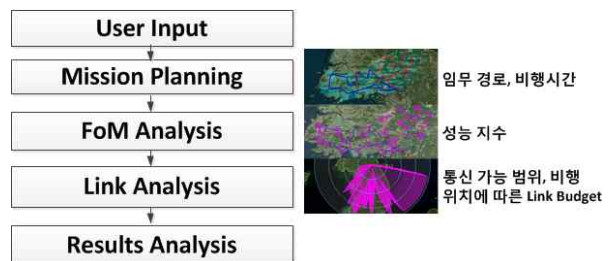 User Input
Mission Planning
임무 경로, 비행시간
FoM Analysis
성능 지수
Link Analysis
통신 가능 범위, 비행
위치에 따른 Link Budget
Results Analysis